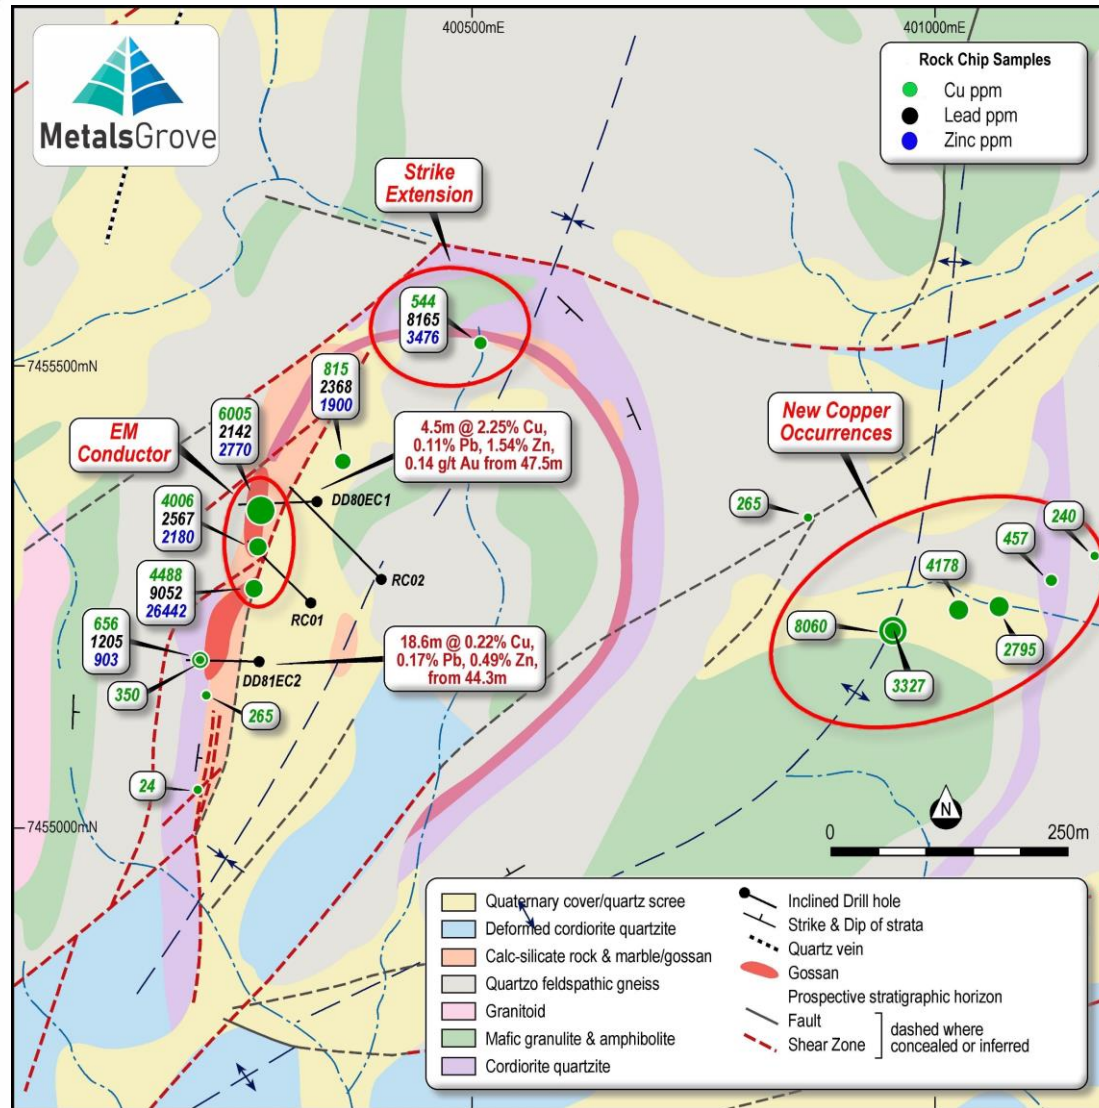 400500mE
401000mE
MetalsGrove
Rock Chip Samples
Cu ppm
Lead ppm
Zinc ppm
Strike
Extension
544
8165
3476
7455500mN
815
2368
1900
6005
2142
2770
EM
Conductor
4.5m @ 2.25% Cu,
0.11% Pb, 1.54% Zn,
0.14 g/t Au from 47.5m
New Copper
Occurrences
DD80EC1
4006
2567
2180
265
240
457
4178
4488
9052
26442
RC02
RC01
656
1205
903
8060
2795
18.6m @ 0.22% Cu,
0.17% Pb, 0.49% Zn,
from 44.3m
DD81EC2
3327
350
265
24
N
7455000mN
0
250m
Quaternary cover/quartz scree
Deformed cordiorite quartzite
Calc-silicate rock & marble/gossan
Quartzo feldspathic gneiss
Granitoid
Mafic granulite & amphibolite
Cordiorite quartzite
Inclined Drill hole
Strike & Dip of strata
Quartz vein
Gossan
Prospective stratigraphic horizon
Fault
Shear Zone
dashed where
concealed or inferred